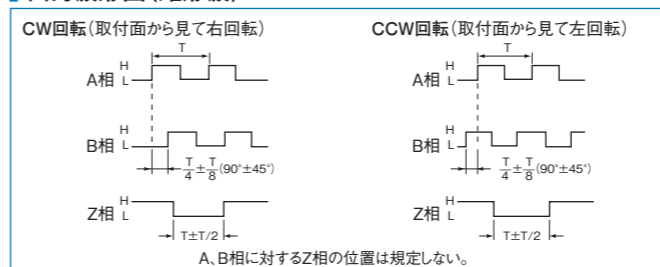 CW回転(取付面から見て右回転)
T
A相 H L
B相 H L
T/4±T/8(90°±45°)
Z相 H L
T±T/2
CCW回転(取付面から見て左回転)
T
A相 H L
B相 H L
T/4±T/8(90°±45°)
Z相 H L
T±T/2
A、B相に対するZ相の位置は規定しない。